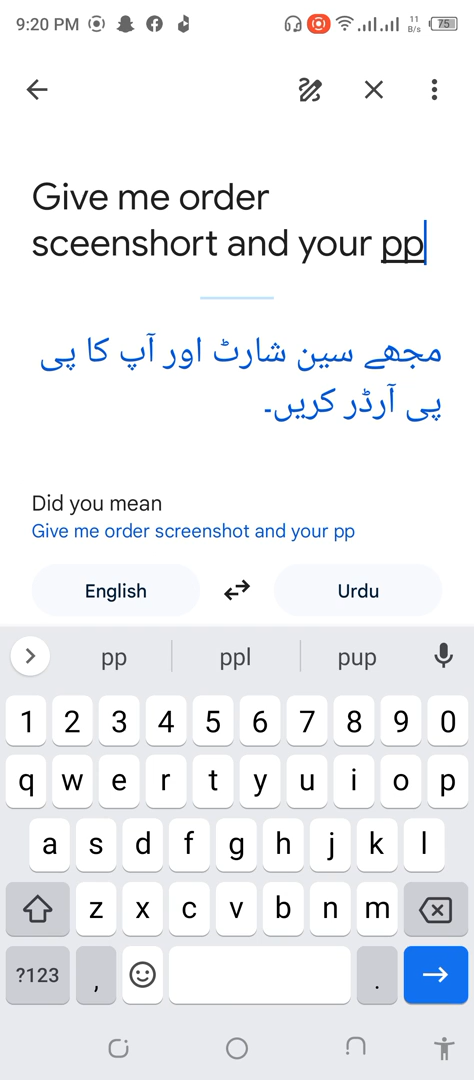 9:20 PM 11 B/s 75
Give me order
sceenshort and your pp
مجھے سین شارٹ اور آپ کا پی
پی آرڈر کریں۔
Did you mean
Give me order screenshot and your pp
English Urdu
pp ppl pup
1 2 3 4 5 6 7 8 9 0
q w e r t y u i o p
a s d f g h j k l
z x c v b n m
?123 , .